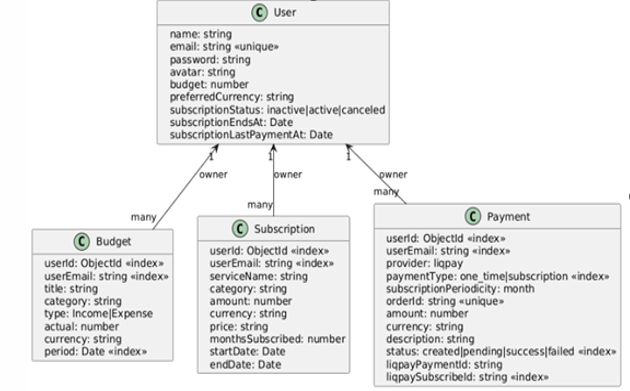 C User
name: string
email: string «unique»
password: string
avatar: string
budget: number
preferredCurrency: string
subscriptionStatus: inactive|active|canceled
subscriptionEndsAt: Date
subscriptionLastPaymentAt: Date
1 1 1
owner owner owner
many many many
C Budget
userId: ObjectId «index»
userEmail: string «index»
title: string
category: string
type: Income|Expense
actual: number
currency: string
period: Date «index»
C Subscription
userId: ObjectId «index»
userEmail: string «index»
serviceName: string
category: string
amount: number
currency: string
price: string
monthsSubscribed: number
startDate: Date
endDate: Date
C Payment
userId: ObjectId «index»
userEmail: string «index»
provider: liqpay
paymentType: one_time|subscription «index»
subscriptionPeriodicity: month
orderId: string «unique»
amount: number
currency: string
description: string
status: created|pending|success|failed «index»
liqpayPaymentId: string
liqpaySubscribeId: string «index»